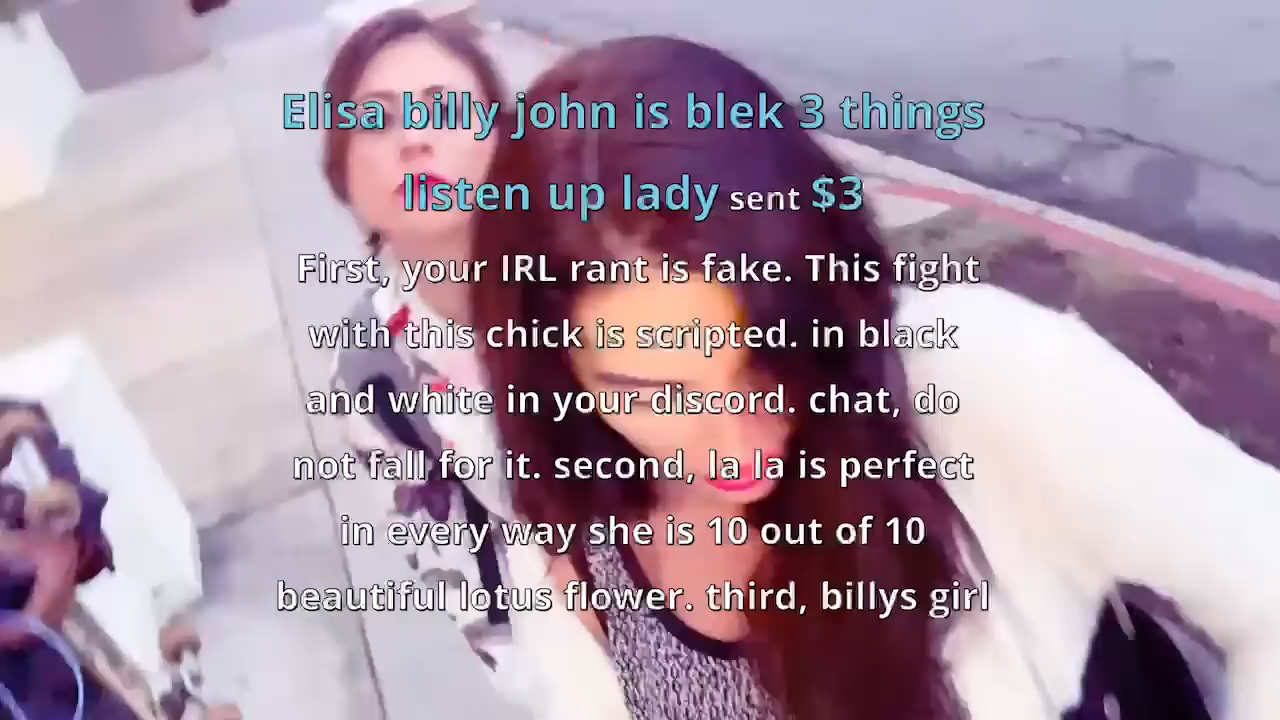 Elisa billy john is blek 3 things
listen up lady sent $3
First, your IRL rant is fake. This fight
with this chick is scripted. in black
and white in your discord. chat, do
not fall for it. second, la la is perfect
in every way she is 10 out of 10
beautiful lotus flower. third, billys girl